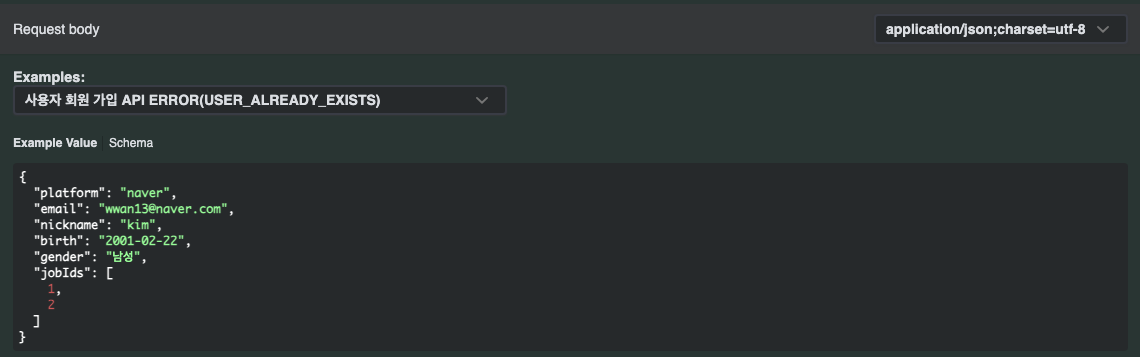 Request body
application/json;charset=utf-8
Examples:
사용자 회원 가입 API ERROR(USER_ALREADY_EXISTS)
Example Value
Schema
{
  "platform": "naver",
  "email": "wwan13@naver.com",
  "nickname": "kim",
  "birth": "2001-02-22",
  "gender": "남성",
  "jobIds": [
    1,
    2
  ]
}